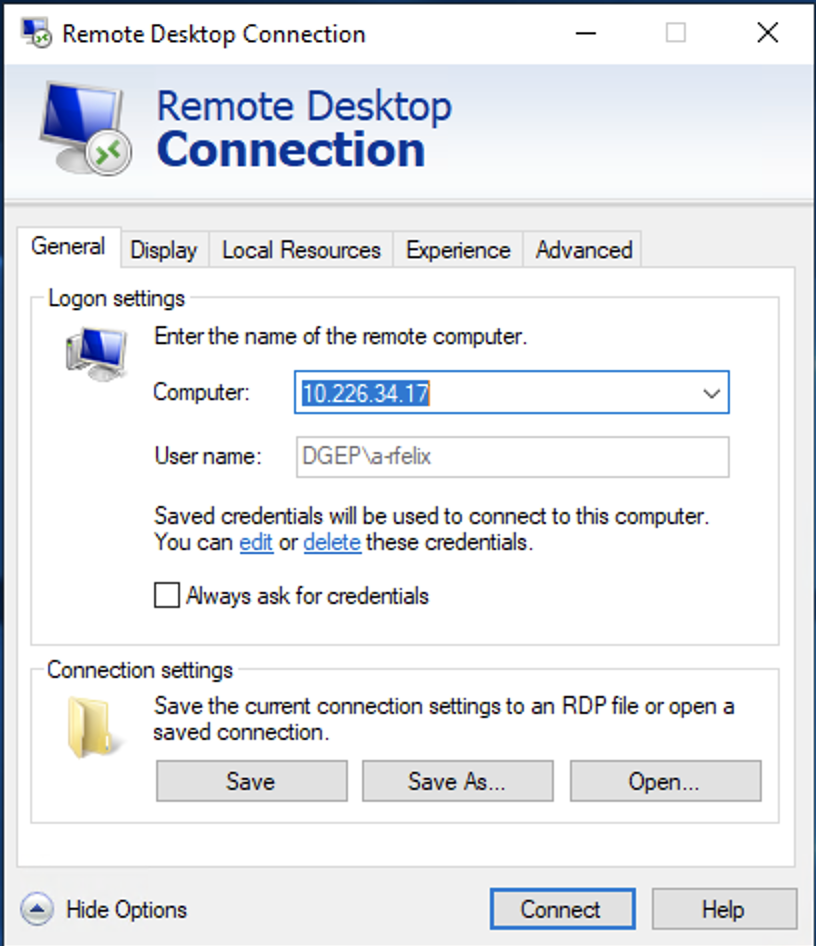 Remote Desktop Connection
Remote Desktop
Connection
General Display Local Resources Experience Advanced
Logon settings
Enter the name of the remote computer.
Computer: 10.226.34.17
User name: DGEP\a-rfelix
Saved credentials will be used to connect to this computer.
You can edit or delete these credentials.
Always ask for credentials
Connection settings
Save the current connection settings to an RDP file or open a
saved connection.
Save Save As... Open...
Hide Options Connect Help